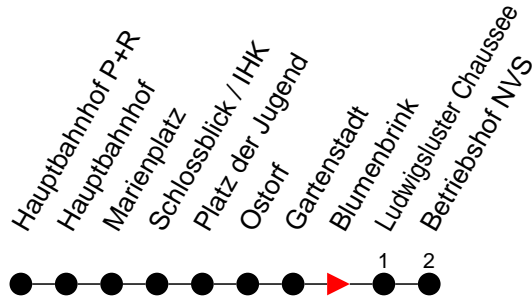 Hauptbahnhof P+R
Hauptbahnhof
Marienplatz
Schlossblick / IHK
Platz der Jugend
Ostorf
Gartenstadt
Blumenbrink
Ludwigsluster Chaussee
Betriebshof NVS
1 2